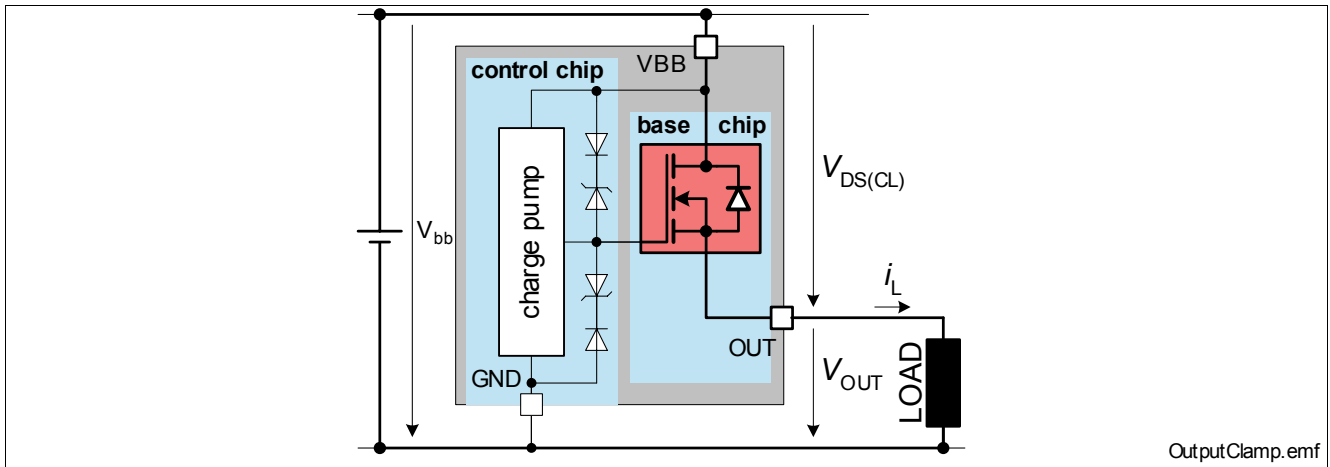 VBB
control chip
base chip
V_DS(CL)
V_bb
charge pump
i_L
OUT
GND
V_OUT
LOAD
OutputClamp.emf